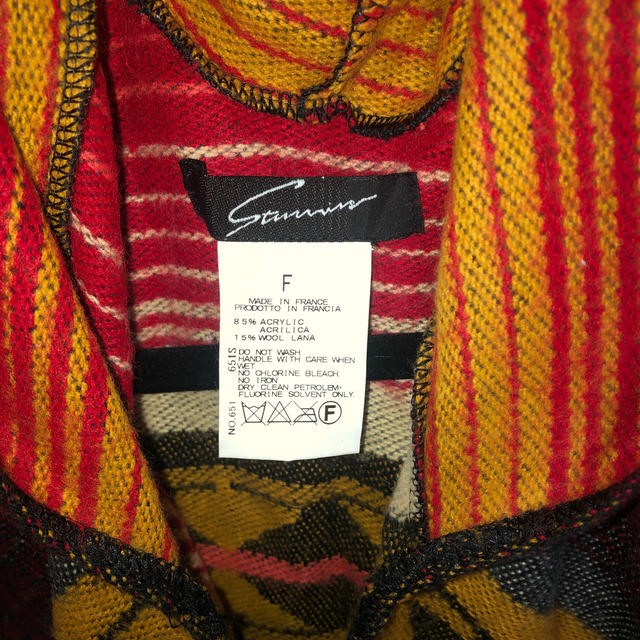 F
MADE IN FRANCE
PRODOTTO IN FRANCIA
85% ACRYLIC
ACRILICA
15% WOOL LANA
DO NOT WASH
HANDLE WITH CARE WHEN
WET
NO CHLORINE BLEACH
NO IRON
DRY CLEAN PETROLEM-
FLUORINE SOLVENT ONLY.
NO.651 651S
F